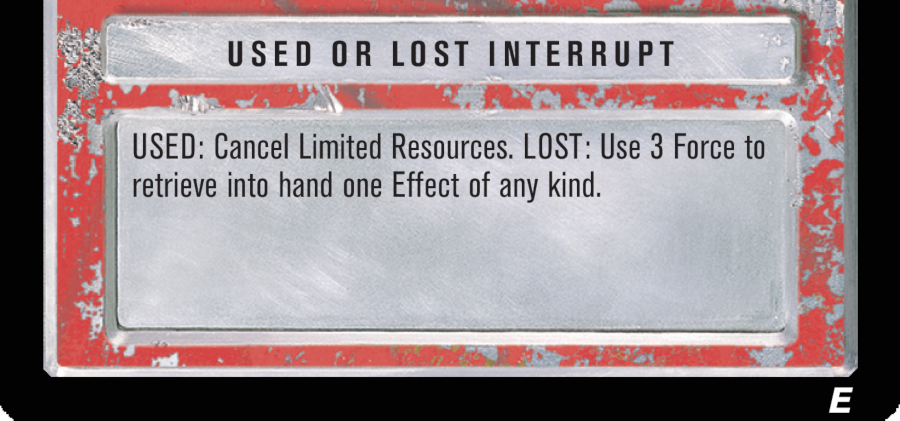 USED OR LOST INTERRUPT
USED: Cancel Limited Resources. LOST: Use 3 Force to
retrieve into hand one Effect of any kind.
E